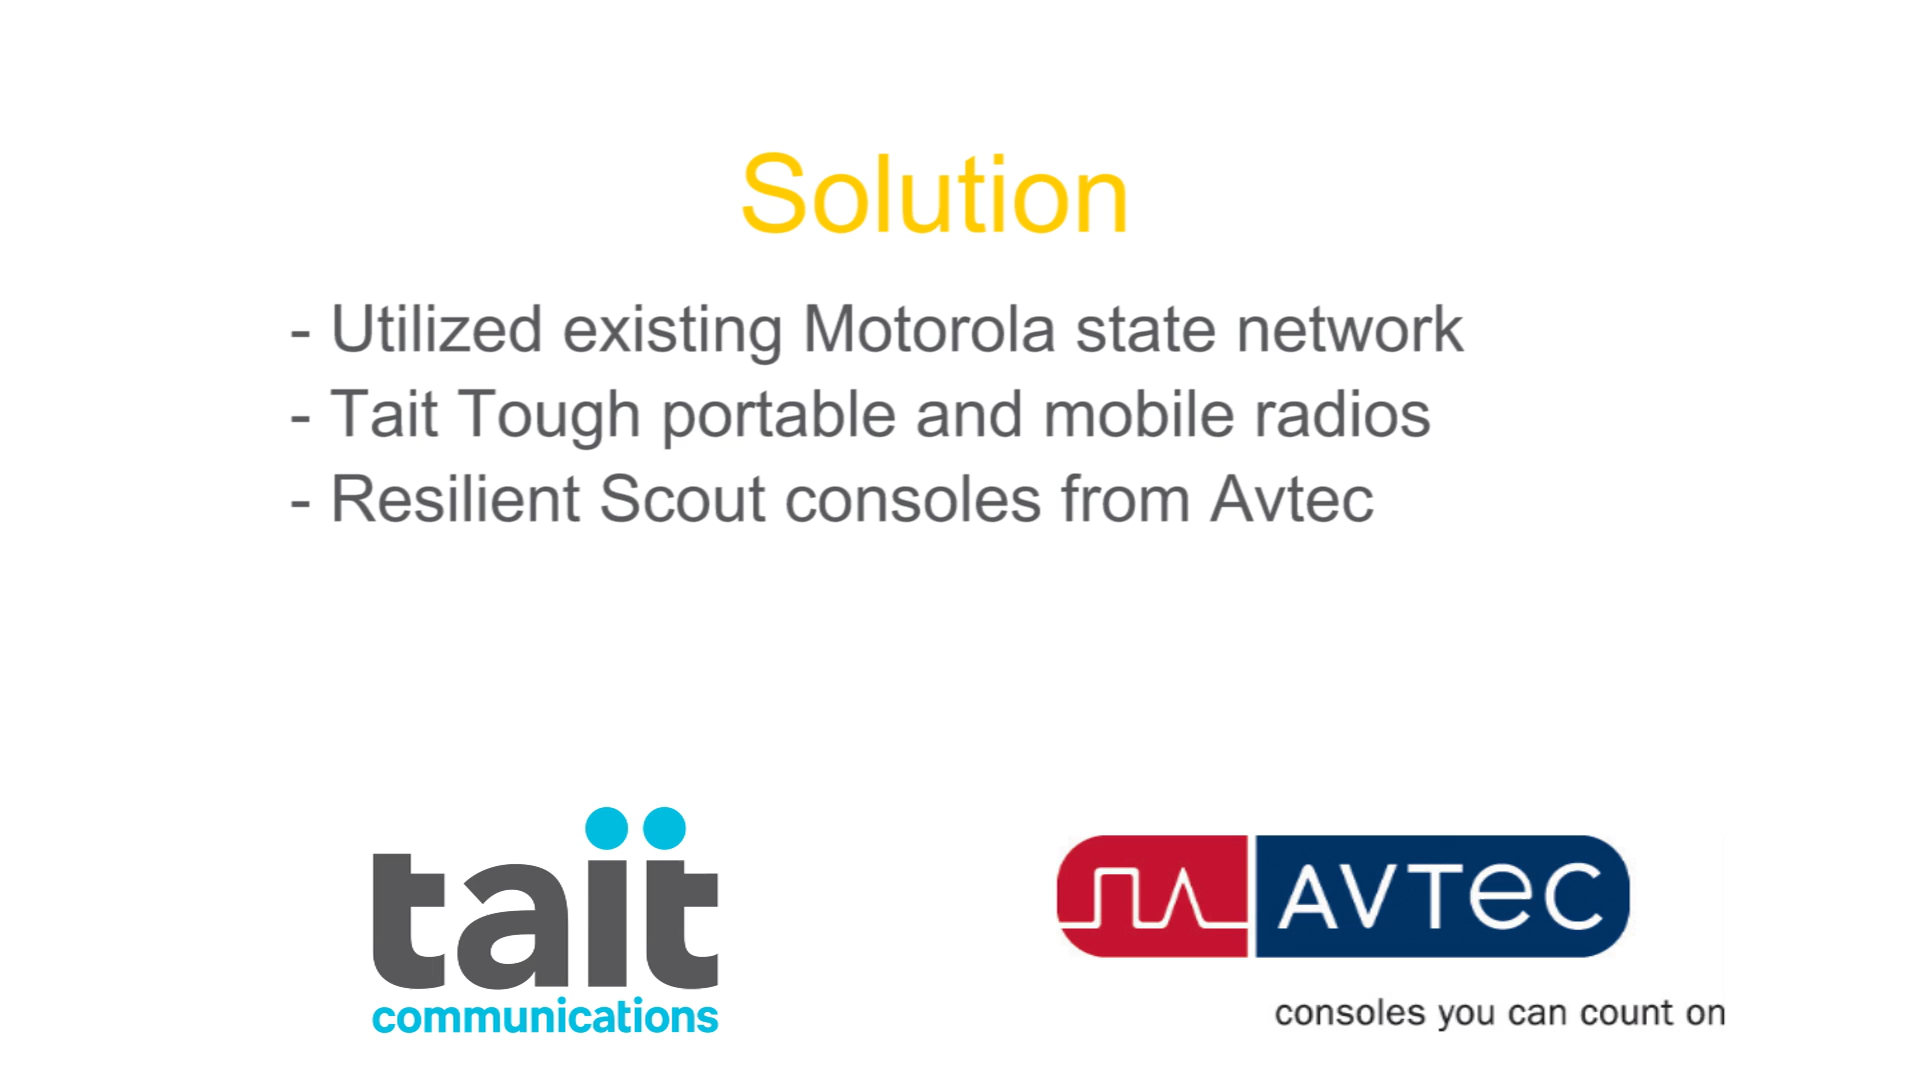 Solution
- Utilized existing Motorola state network
- Tait Tough portable and mobile radios
- Resilient Scout consoles from Avtec
tait
communications
AVTeC
consoles you can count on